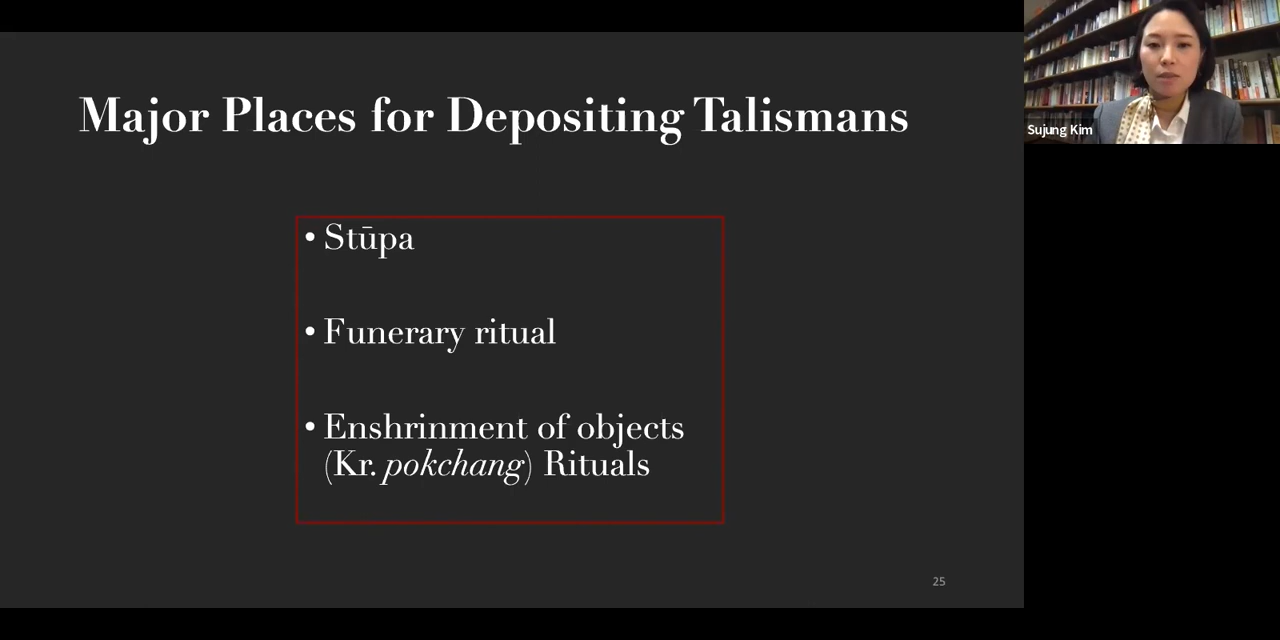 Major Places for Depositing Talismans
• Stūpa
• Funerary ritual
• Enshrinment of objects
(Kr. pokchang) Rituals
25
Sujung Kim